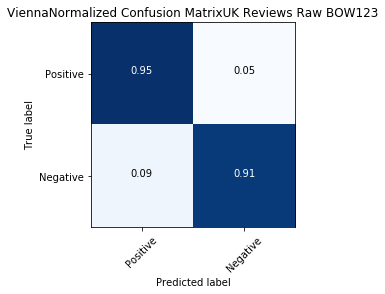 ViennaNormalized Confusion MatrixUK Reviews Raw BOW123
Positive
0.95
0.05
True label
Negative
0.09
0.91
Positive
Negative
Predicted label